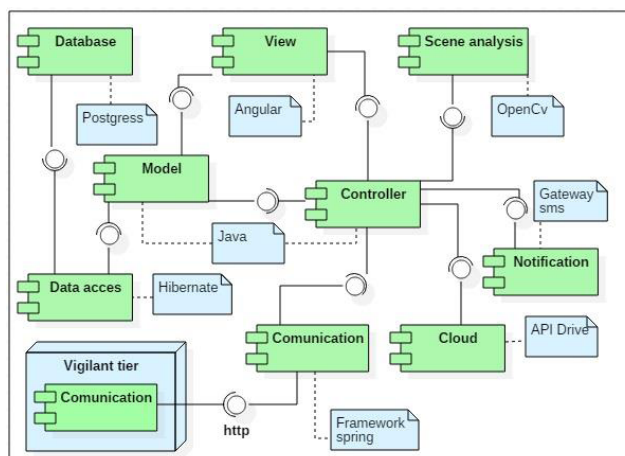 Database
View
Scene analysis
Postgress
Angular
OpenCv
Model
Controller
Gateway
sms
Java
Data acces
Hibernate
Notification
Comunication
Cloud
API Drive
Vigilant tier
Comunication
http
Framework
spring